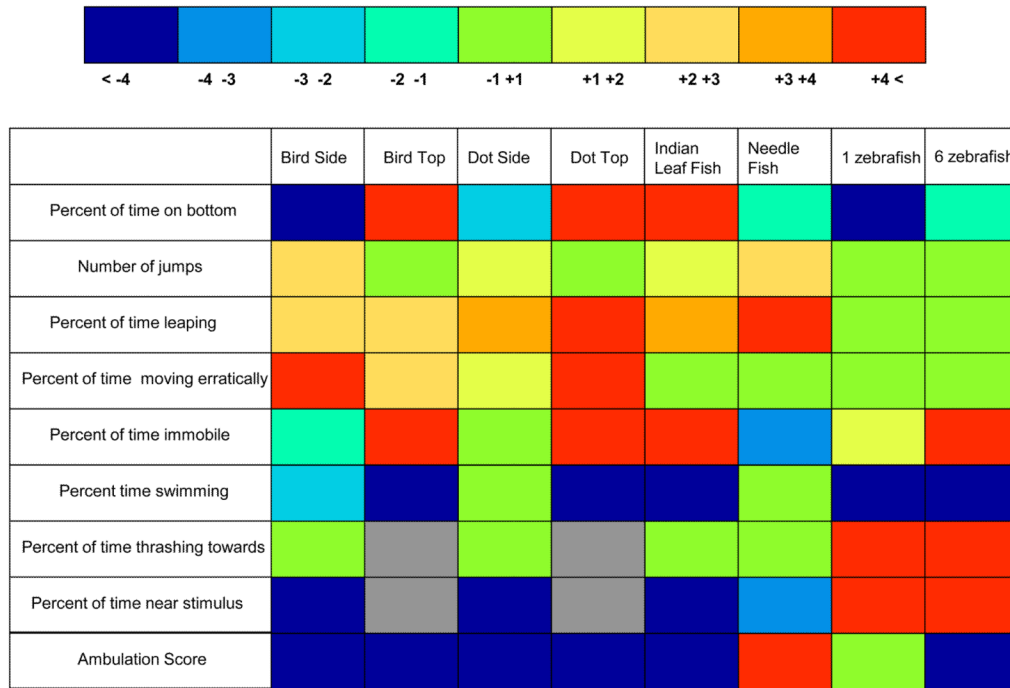 < -4 -4 -3 -3 -2 -2 -1 -1 +1 +1 +2 +2 +3 +3 +4 +4 <
Bird Side Bird Top Dot Side Dot Top Indian Leaf Fish Needle Fish 1 zebrafish 6 zebrafish
Percent of time on bottom
Number of jumps
Percent of time leaping
Percent of time moving erratically
Percent of time immobile
Percent time swimming
Percent of time thrashing towards
Percent of time near stimulus
Ambulation Score